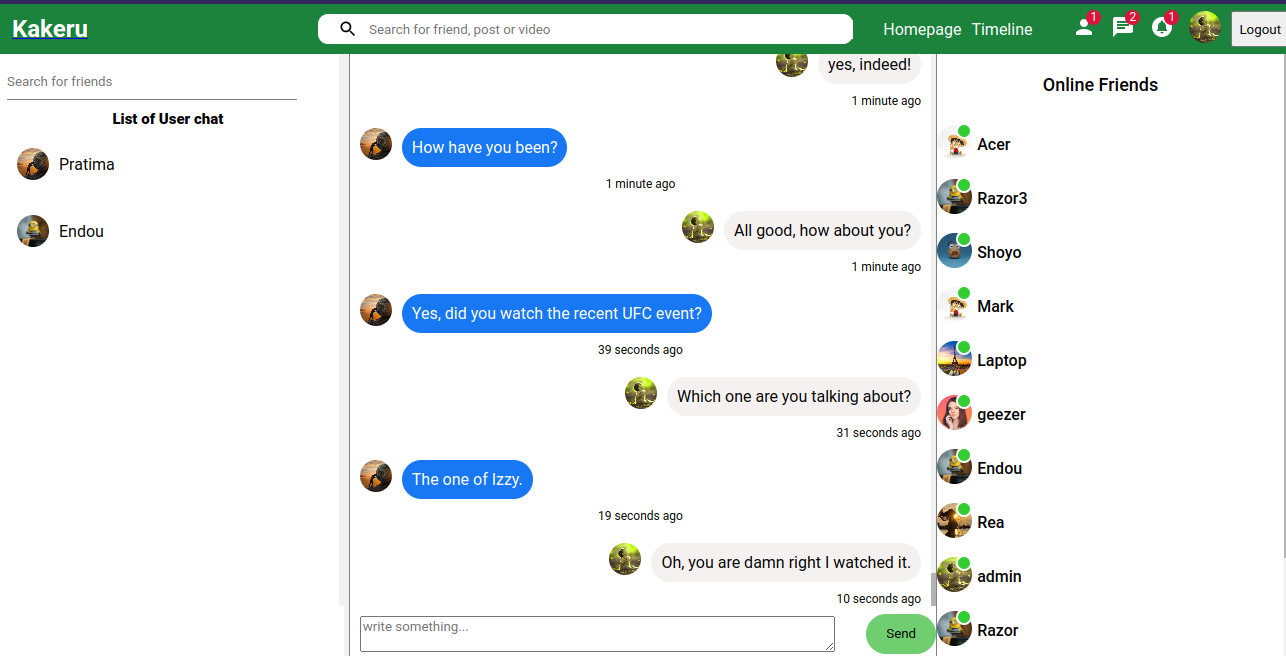 Kakeru
Search for friend, post or video
Homepage Timeline
1
2
1
Logout
Search for friends
List of User chat
Pratima
Endou
yes, indeed!
1 minute ago
How have you been?
1 minute ago
All good, how about you?
1 minute ago
Yes, did you watch the recent UFC event?
39 seconds ago
Which one are you talking about?
31 seconds ago
The one of Izzy.
19 seconds ago
Oh, you are damn right I watched it.
10 seconds ago
write something...
Send
Online Friends
Acer
Razor3
Shoyo
Mark
Laptop
geezer
Endou
Rea
admin
Razor